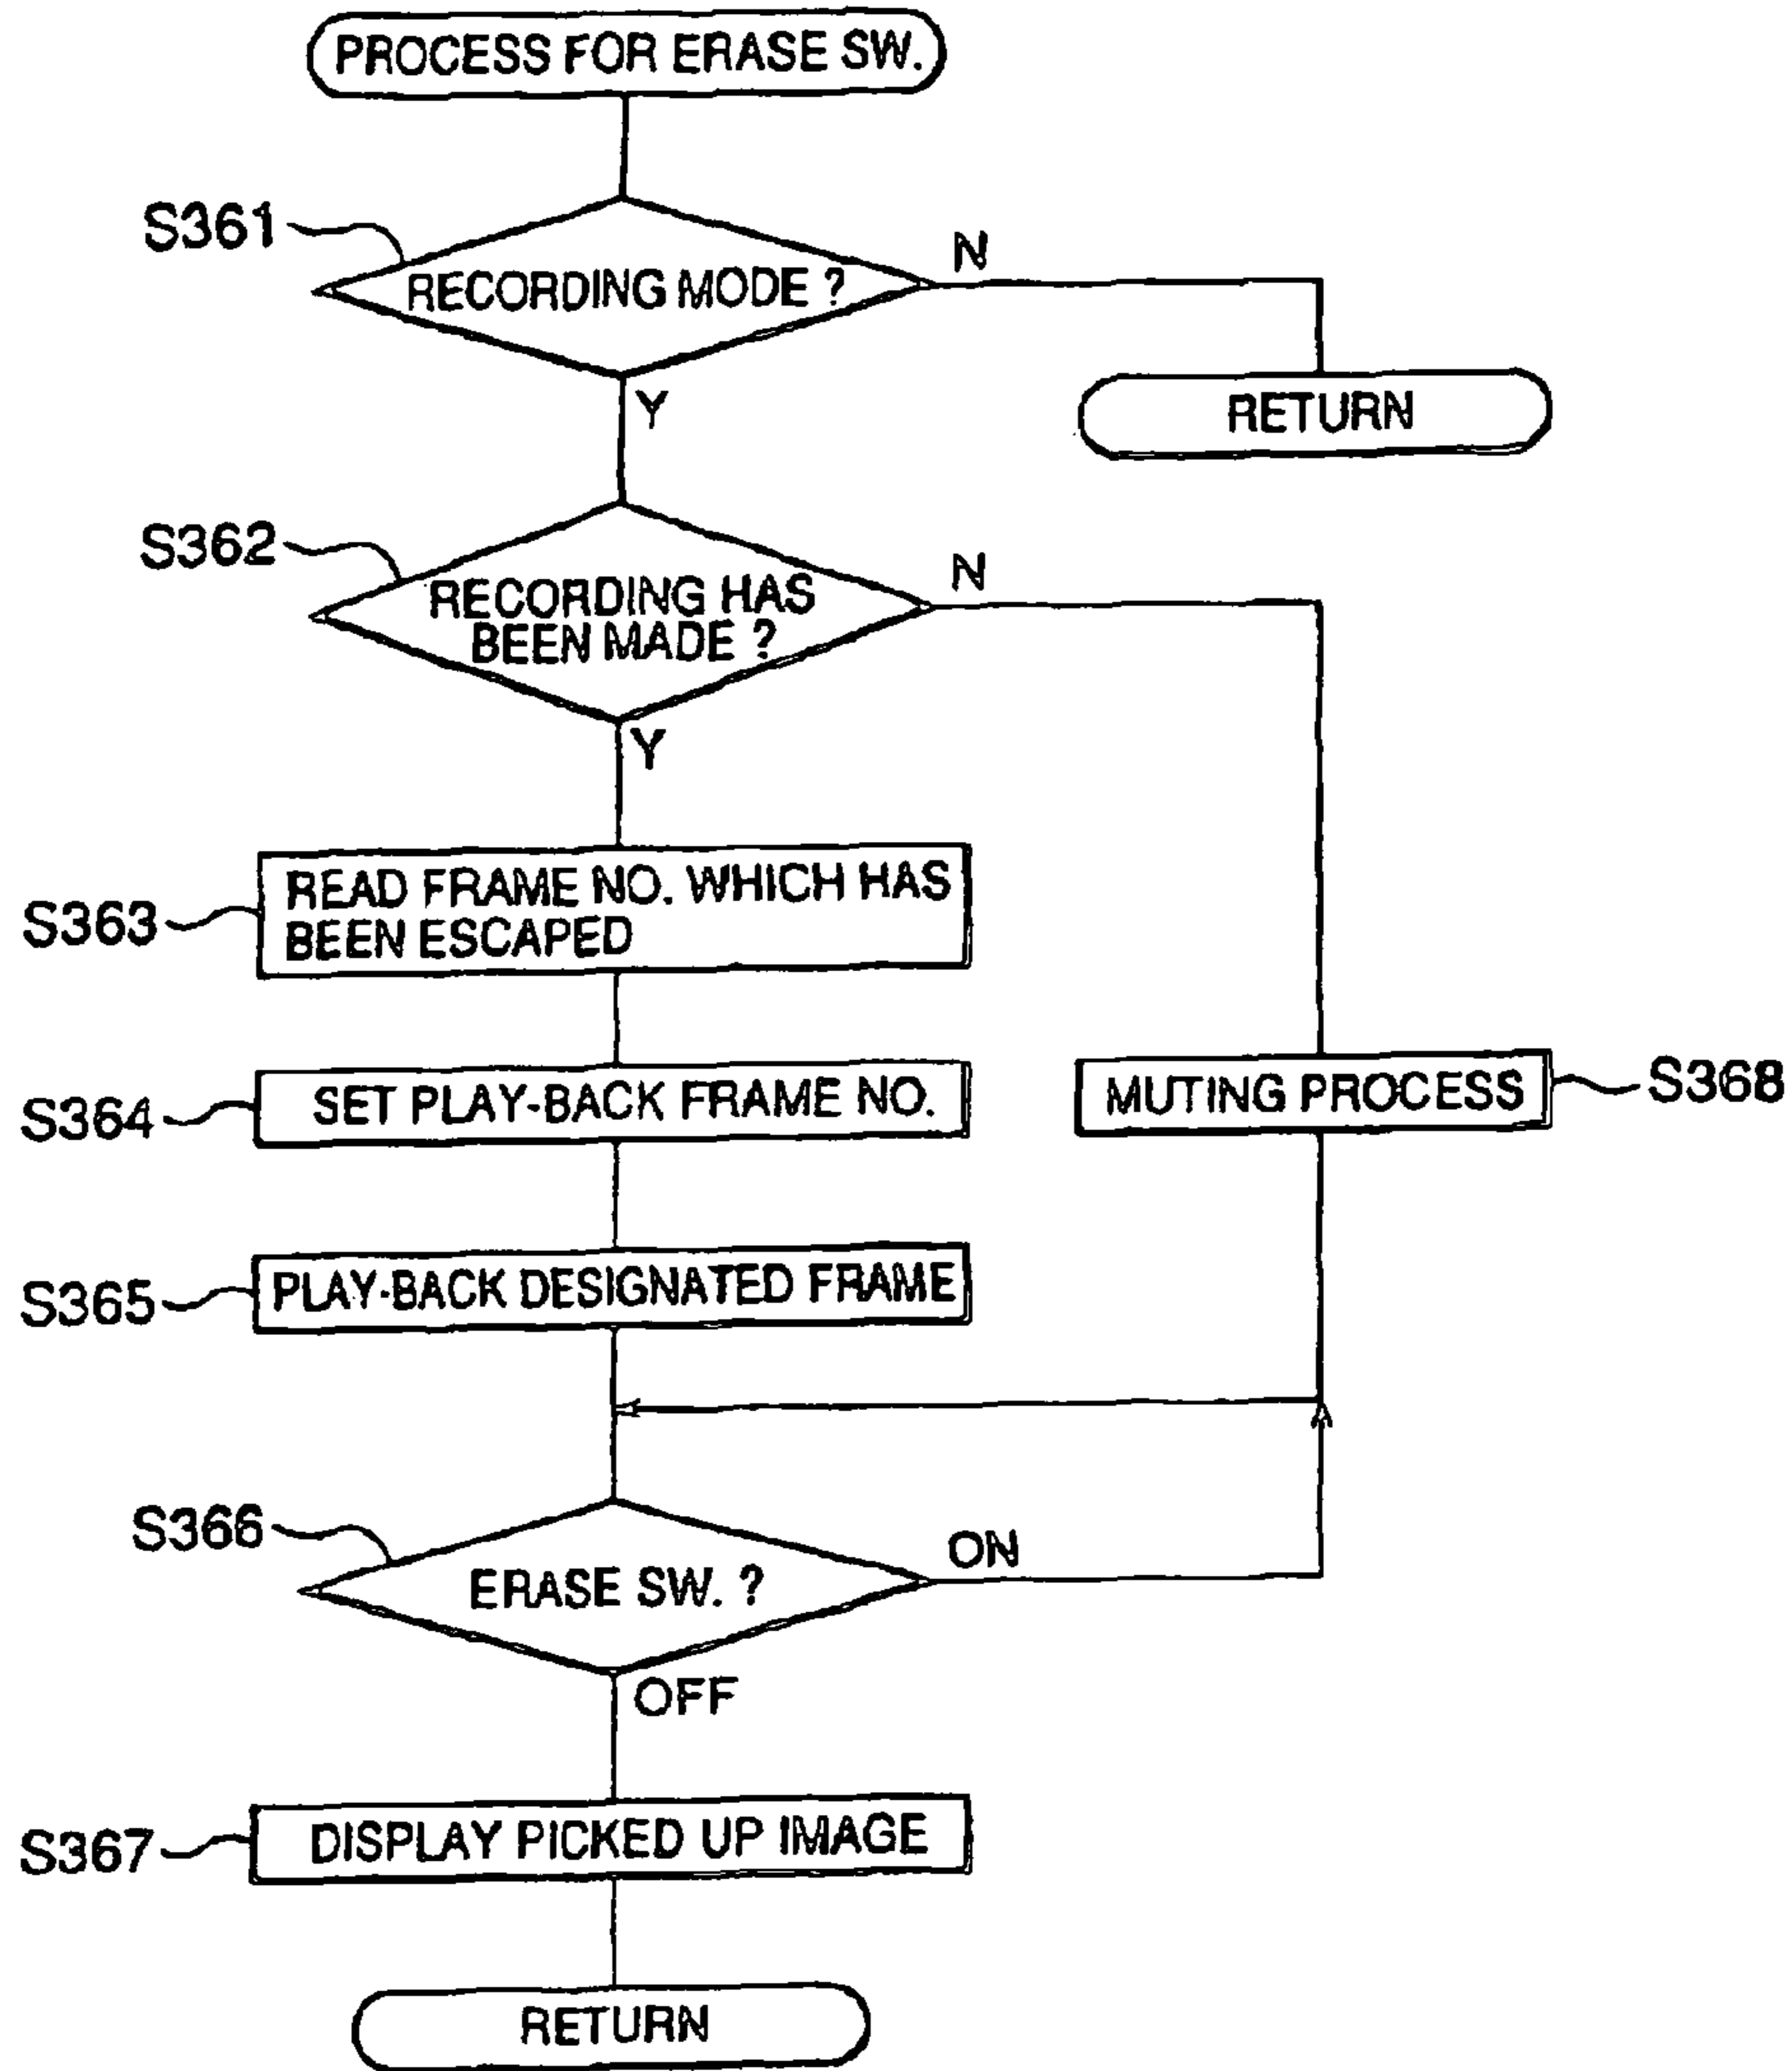 PROCESS FOR ERASE SW.
S361
RECORDING MODE ?
N
RETURN
Y
S362
RECORDING HAS
BEEN MADE ?
N
Y
S363
READ FRAME NO. WHICH HAS
BEEN ESCAPED
S364
SET PLAY-BACK FRAME NO.
MUTING PROCESS
S368
S365
PLAY-BACK DESIGNATED FRAME
S366
ERASE SW. ?
ON
OFF
S367
DISPLAY PICKED UP IMAGE
RETURN